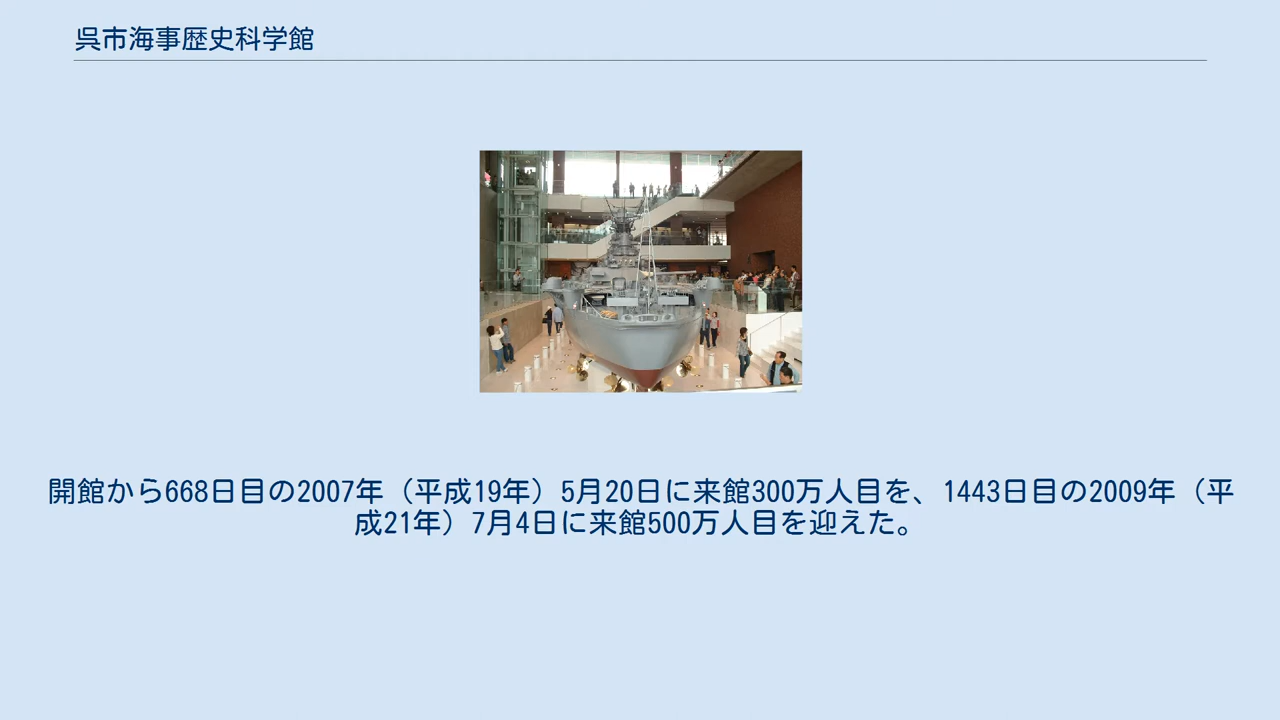 呉市海事歴史科学館
開館から668日目の2007年（平成19年）5月20日に来館300万人目を、1443日目の2009年（平
成21年）7月4日に来館500万人目を迎えた。